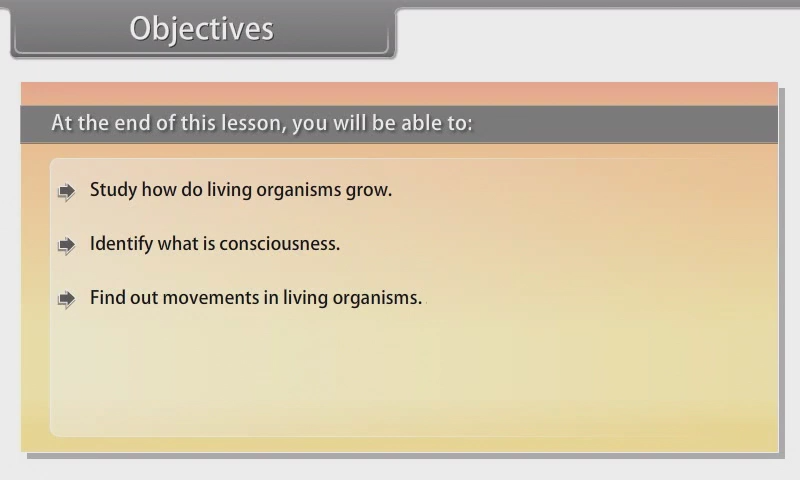 Objectives
At the end of this lesson, you will be able to:
Study how do living organisms grow.
Identify what is consciousness.
Find out movements in living organisms.